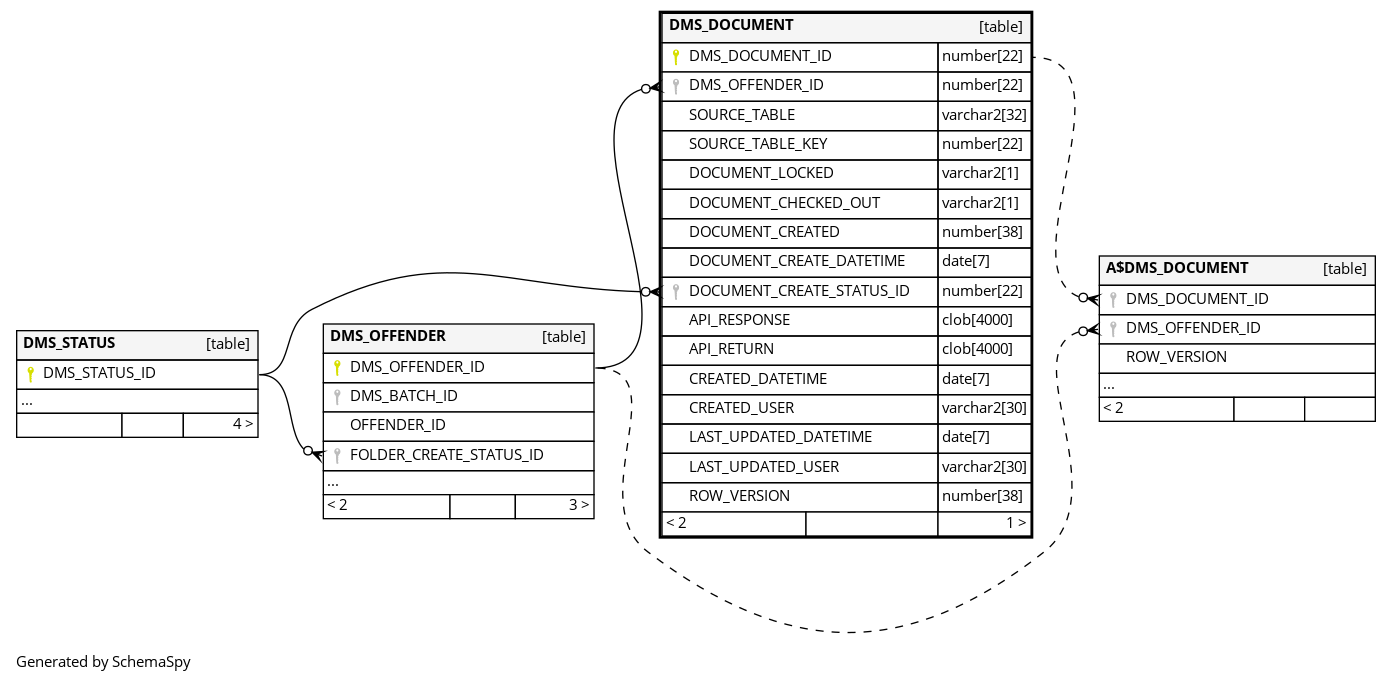 DMS_DOCUMENT [table]
DMS_DOCUMENT_ID number[22]
DMS_OFFENDER_ID number[22]
SOURCE_TABLE varchar2[32]
SOURCE_TABLE_KEY number[22]
DOCUMENT_LOCKED varchar2[1]
DOCUMENT_CHECKED_OUT varchar2[1]
DOCUMENT_CREATED number[38]
DOCUMENT_CREATE_DATETIME date[7]
DOCUMENT_CREATE_STATUS_ID number[22]
API_RESPONSE clob[4000]
API_RETURN clob[4000]
CREATED_DATETIME date[7]
CREATED_USER varchar2[30]
LAST_UPDATED_DATETIME date[7]
LAST_UPDATED_USER varchar2[30]
ROW_VERSION number[38]
< 2 1 >
A$DMS_DOCUMENT [table]
DMS_DOCUMENT_ID
DMS_OFFENDER_ID
ROW_VERSION
...
< 2
DMS_STATUS [table]
DMS_STATUS_ID
...
4 >
DMS_OFFENDER [table]
DMS_OFFENDER_ID
DMS_BATCH_ID
OFFENDER_ID
FOLDER_CREATE_STATUS_ID
...
< 2 3 >
Generated by SchemaSpy